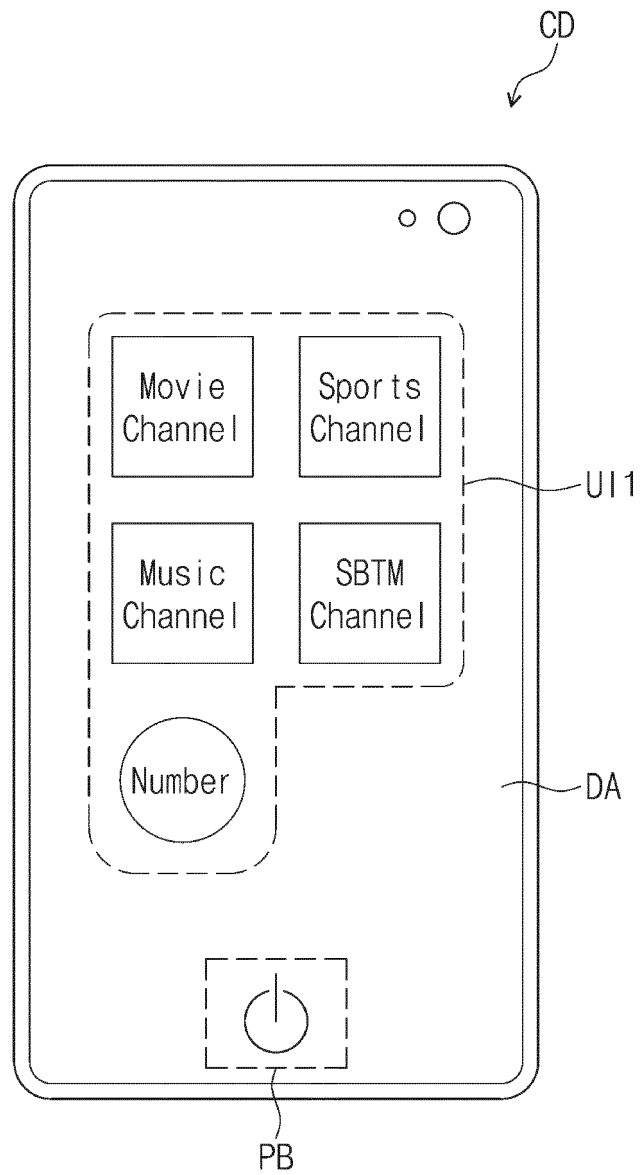 CD
Movie
Channel
Sports
Channel
UI1
Music
Channel
SBTM
Channel
Number
DA
PB